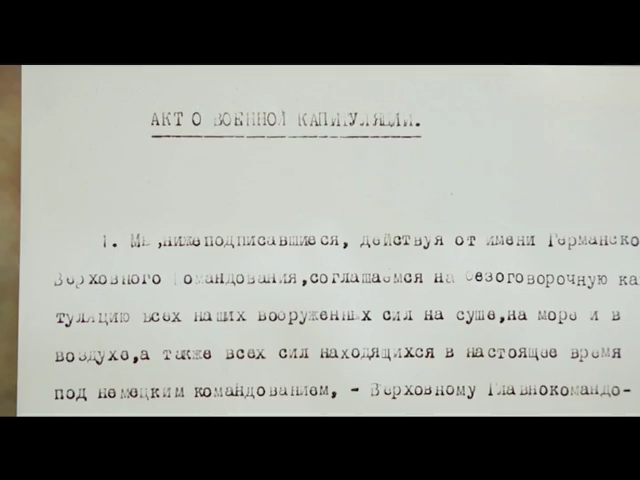 АКТ О ВОЕННОЙ КАПИТУЛЯЦИИ.
1. Мы,нижеподписавшиеся, действуя от имени Германско
Верховного Командования,соглашаемся на безоговорочную ка
туляцию всех наших вооруженных сил на суше,на море и в
воздухе,а также всех сил находящихся в настоящее время
под немецким командованием, - Верховному Главнокомандо-